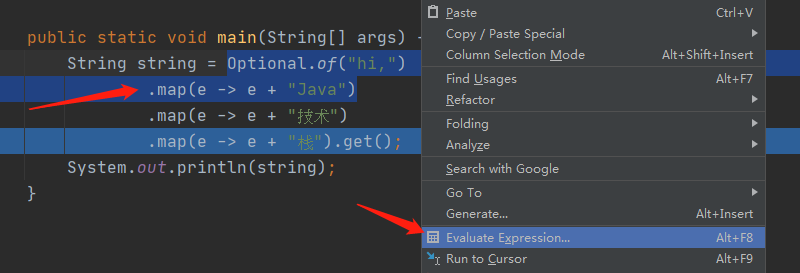 public static void main(String[] args) {
String string = Optional.of("hi,")
.map(e -> e + "Java")
.map(e -> e + "技术")
.map(e -> e + "栈").get();
System.out.println(string);
}
Paste Ctrl+V
Copy / Paste Special
Column Selection Mode Alt+Shift+Insert
Find Usages Alt+F7
Refactor
Folding
Analyze
Search with Google
Go To
Generate... Alt+Insert
Evaluate Expression... Alt+F8
Run to Cursor Alt+F9